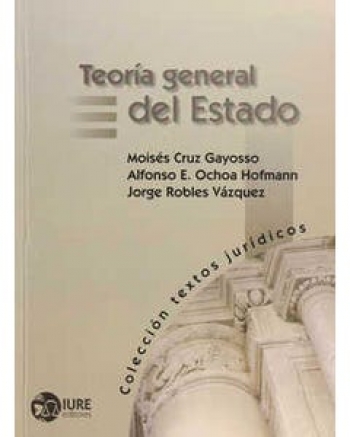 Teoría general
del Estado
Moisés Cruz Gayosso
Alfonso E. Ochoa Hofmann
Jorge Robles Vázquez
Colección textos jurídicos
IURE
editores